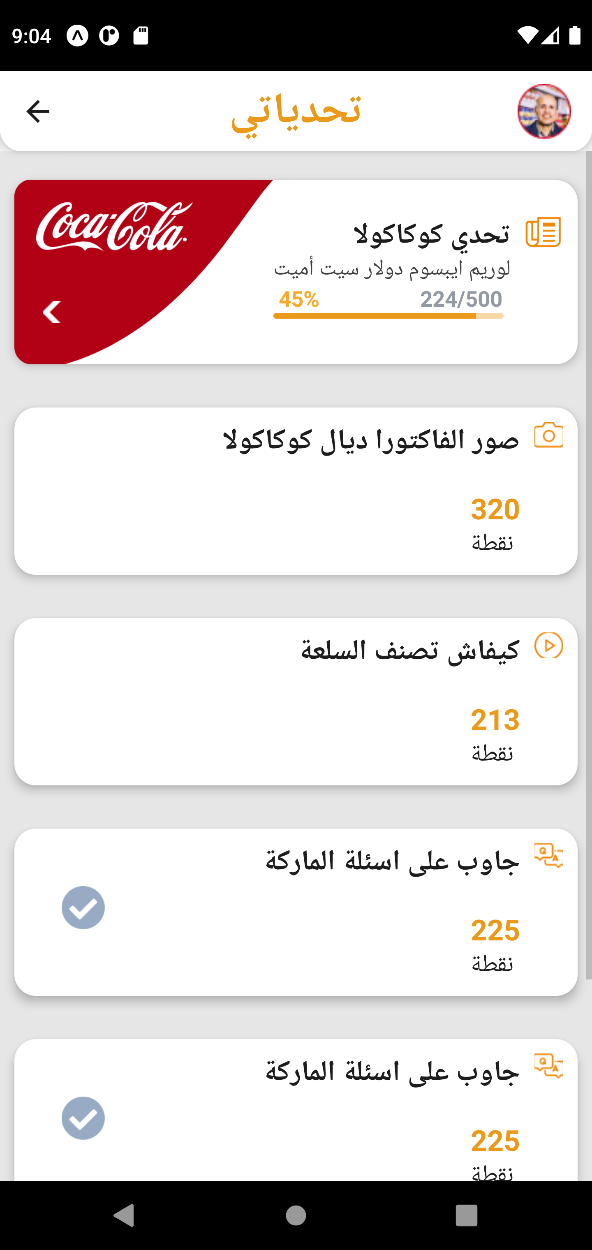 9:04
تحدياتي
Coca-Cola
تحدي كوكاكولا
لوريم ايبسوم دولار سيت أميت
45% 224/500
صور الفاكتورا ديال كوكاكولا
320
نقطة
كيفاش تصنف السلعة
213
نقطة
جاوب على اسئلة الماركة
225
نقطة
جاوب على اسئلة الماركة
225
نقطة